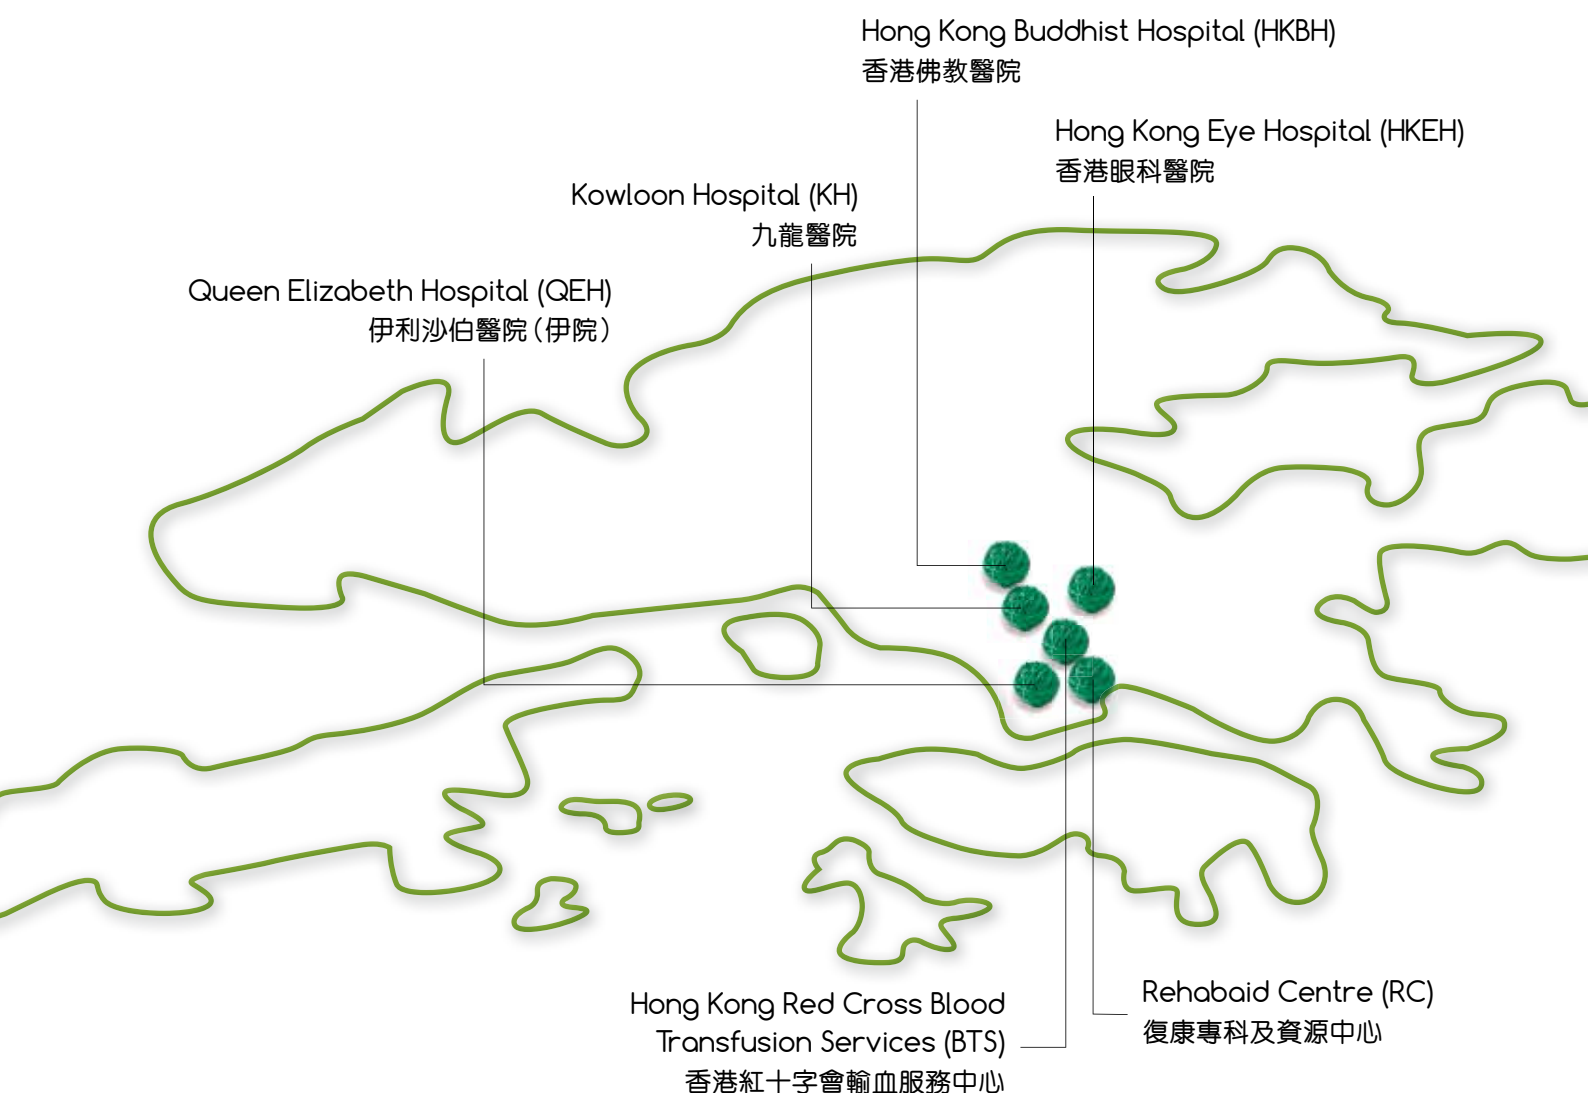 Hong Kong Buddhist Hospital (HKBH)
香港佛教醫院
Hong Kong Eye Hospital (HKEH)
香港眼科醫院
Kowloon Hospital (KH)
九龍醫院
Queen Elizabeth Hospital (QEH)
伊利沙伯醫院（伊院）
Hong Kong Red Cross Blood
Transfusion Services (BTS)
香港紅十字會輸血服務中心
Rehabaid Centre (RC)
復康專科及資源中心